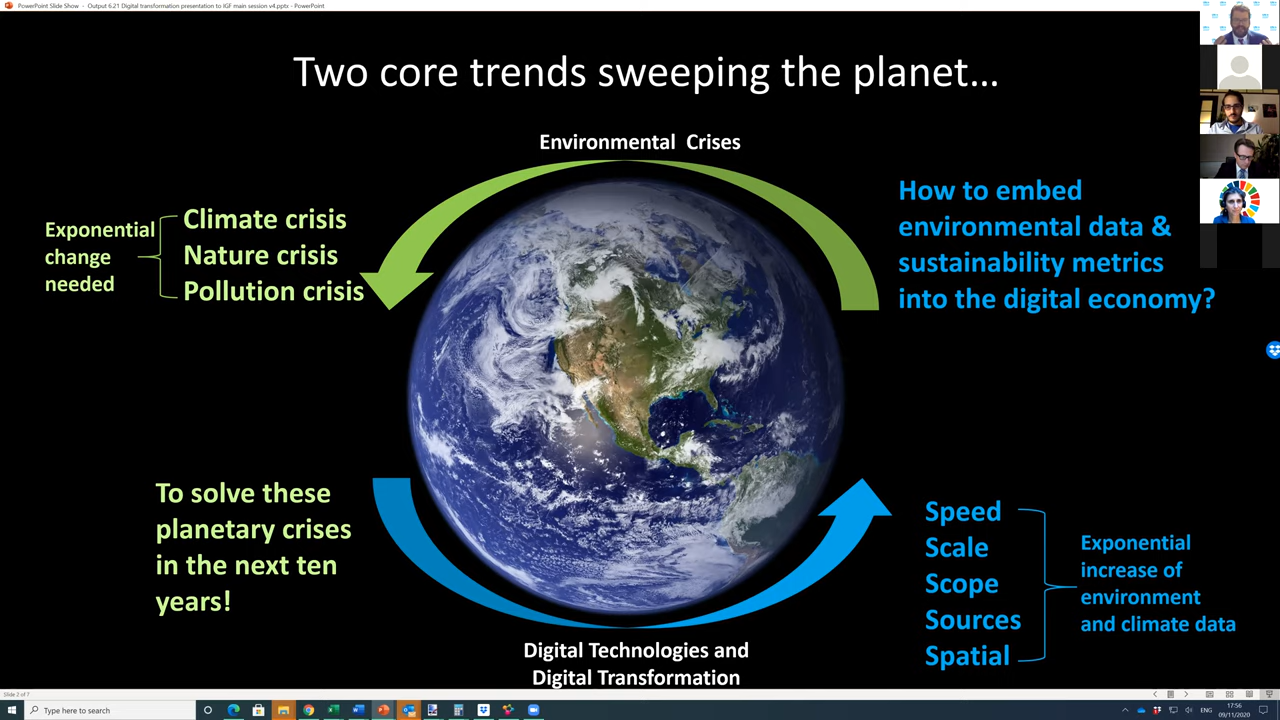 PowerPoint Slide Show - Output 6.21 Digital transformation presentation to IGF main session v4.pptx - PowerPoint
Two core trends sweeping the planet...
Environmental Crises
Exponential
change
needed
Climate crisis
Nature crisis
Pollution crisis
How to embed
environmental data &
sustainability metrics
into the digital economy?
To solve these
planetary crises
in the next ten
years!
Speed
Scale
Scope
Sources
Spatial
Exponential
increase of
environment
and climate data
Digital Technologies and
Digital Transformation
Slide 2 of 7
Type here to search
ENG
17:56
09/11/2020